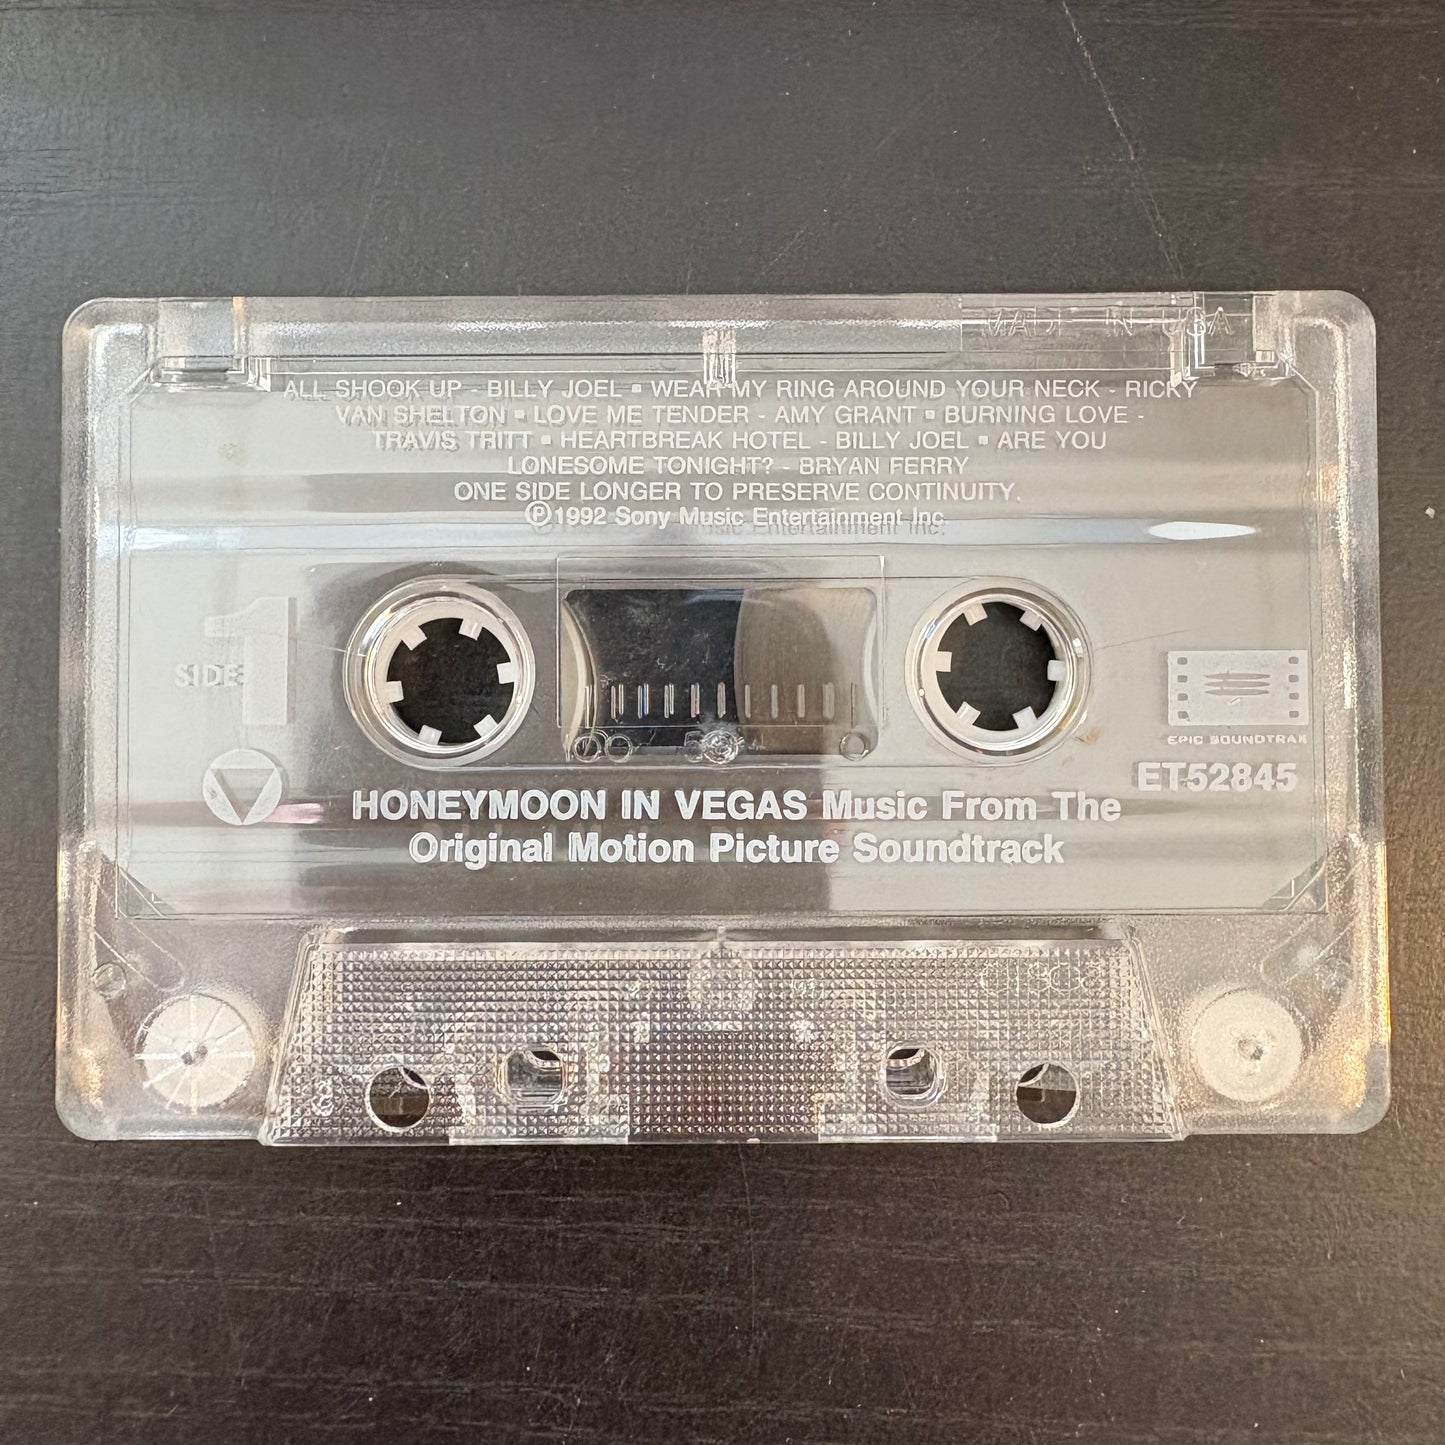 MADE IN USA
ALL SHOOK UP - BILLY JOEL ▪ WEAR MY RING AROUND YOUR NECK - RICKY
VAN SHELTON ▪ LOVE ME TENDER - AMY GRANT ▪ BURNING LOVE -
TRAVIS TRITT ▪ HEARTBREAK HOTEL - BILLY JOEL ▪ ARE YOU
LONESOME TONIGHT? - BRYAN FERRY
ONE SIDE LONGER TO PRESERVE CONTINUITY.
℗1992 Sony Music Entertainment Inc.
SIDE 1
EPIC SOUNDTRAX
ET52845
HONEYMOON IN VEGAS Music From The
Original Motion Picture Soundtrack